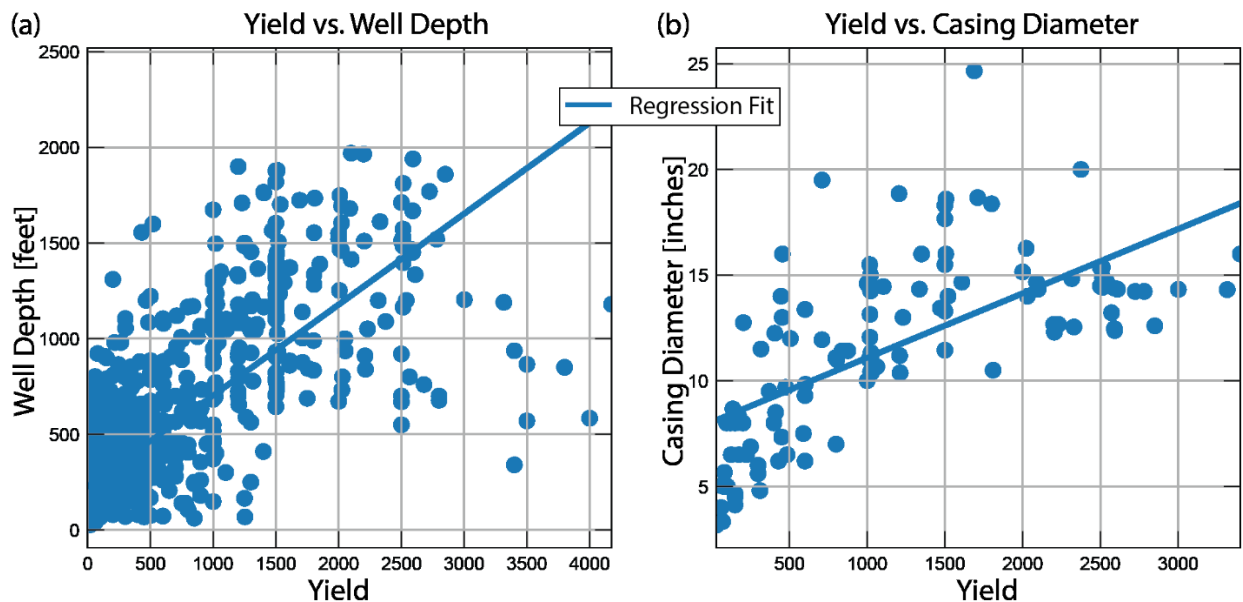 (a) Yield vs. Well Depth
2500
2000
1500
1000
500
0
Well Depth [feet]
0 500 1000 1500 2000 2500 3000 3500 4000
Yield
Regression Fit
(b) Yield vs. Casing Diameter
25
20
15
10
5
Casing Diameter [inches]
500 1000 1500 2000 2500 3000
Yield